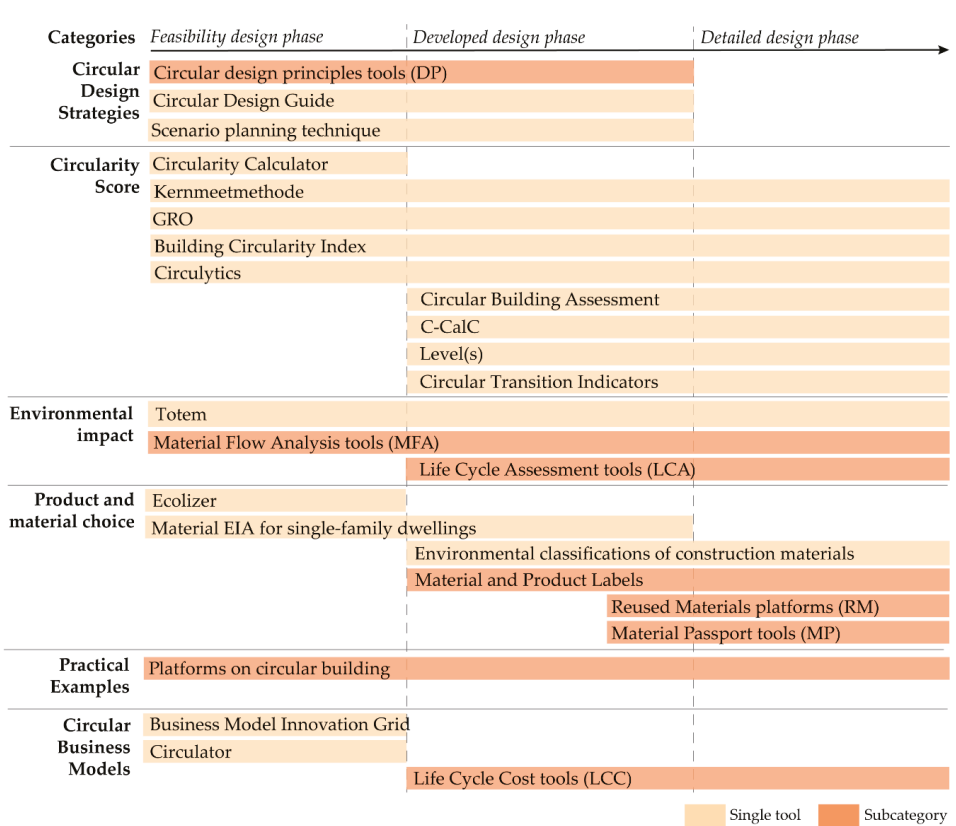 Categories
Feasibility design phase
Developed design phase
Detailed design phase
Circular
Design
Strategies
Circular design principles tools (DP)
Circular Design Guide
Scenario planning technique
Circularity
Score
Circularity Calculator
Kernmeetmethode
GRO
Building Circularity Index
Circulytics
Circular Building Assessment
C-CalC
Level(s)
Circular Transition Indicators
Environmental
impact
Totem
Material Flow Analysis tools (MFA)
Life Cycle Assessment tools (LCA)
Product and
material choice
Ecolizer
Material EIA for single-family dwellings
Environmental classifications of construction materials
Material and Product Labels
Reused Materials platforms (RM)
Material Passport tools (MP)
Practical
Examples
Platforms on circular building
Circular
Business
Models
Business Model Innovation Grid
Circulator
Life Cycle Cost tools (LCC)
Single tool
Subcategory